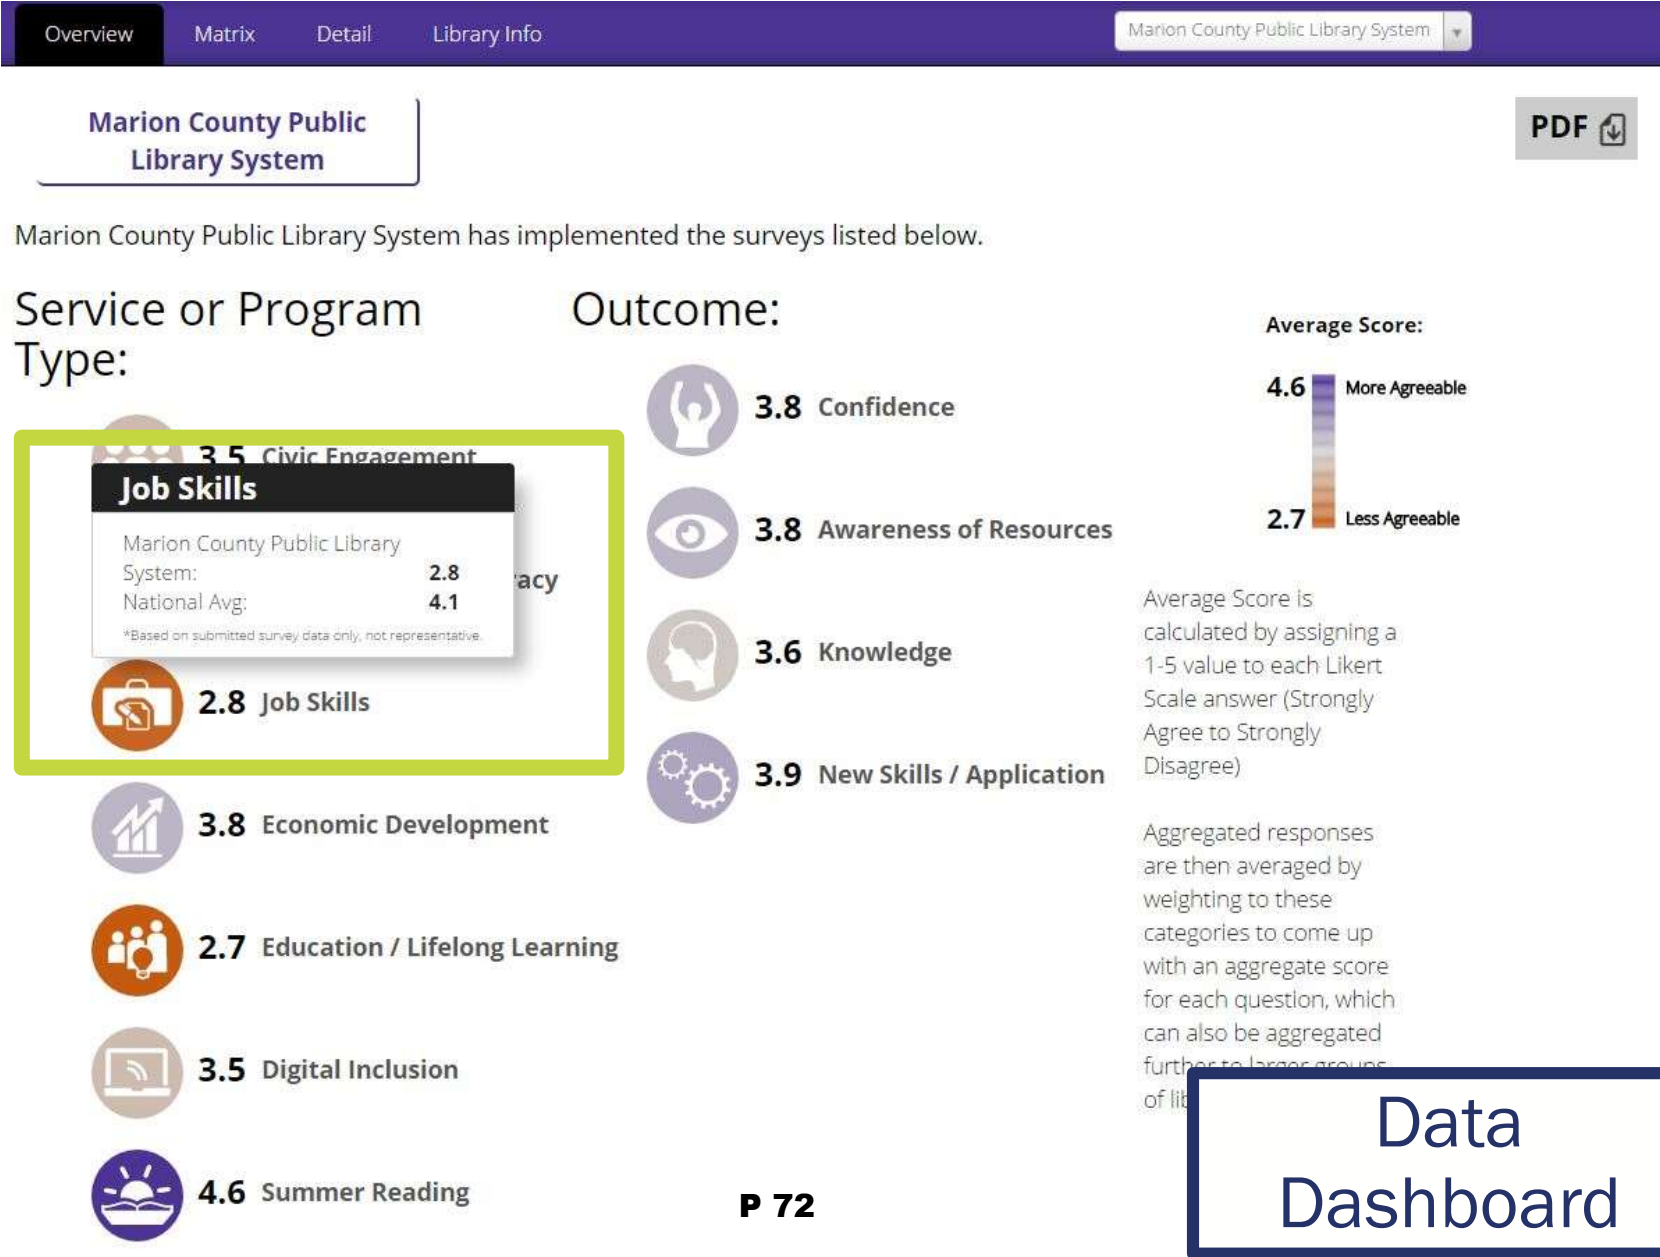 Overview Matrix Detail Library Info Marion County Public Library System
Marion County Public
Library System
PDF
Marion County Public Library System has implemented the surveys listed below.
Service or Program
Type:
3.5 Civic Engagement
Job Skills
Marion County Public Library
System: 2.8
National Avg: 4.1
*Based on submitted survey data only, not representative.
acy
2.8 Job Skills
3.8 Economic Development
2.7 Education / Lifelong Learning
3.5 Digital Inclusion
4.6 Summer Reading
Outcome:
3.8 Confidence
3.8 Awareness of Resources
3.6 Knowledge
3.9 New Skills / Application
Average Score:
4.6 More Agreeable
2.7 Less Agreeable
Average Score is
calculated by assigning a
1-5 value to each Likert
Scale answer (Strongly
Agree to Strongly
Disagree)
Aggregated responses
are then averaged by
weighting to these
categories to come up
with an aggregate score
for each question, which
can also be aggregated
further to larger groups
of lib
P 72
Data
Dashboard